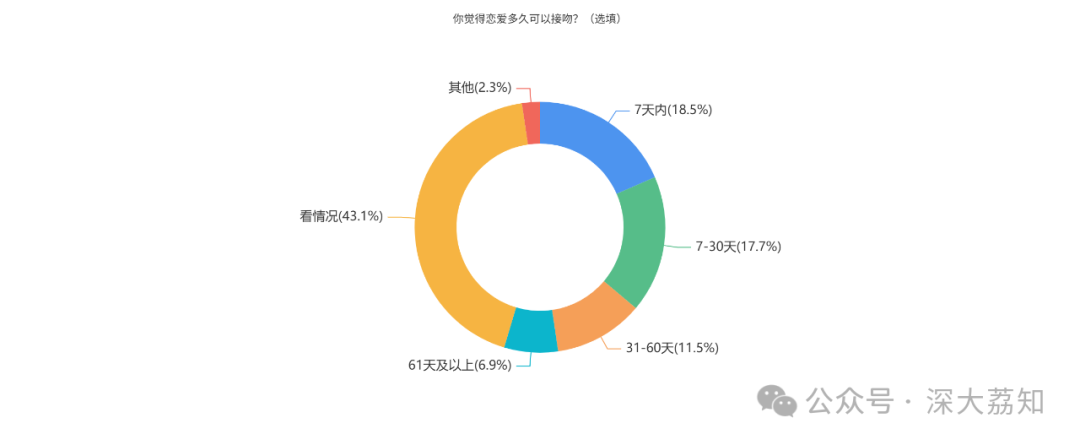 你觉得恋爱多久可以接吻？（选填）
其他(2.3%)
7天内(18.5%)
看情况(43.1%)
7-30天(17.7%)
31-60天(11.5%)
61天及以上(6.9%)
公众号 · 深大荔知